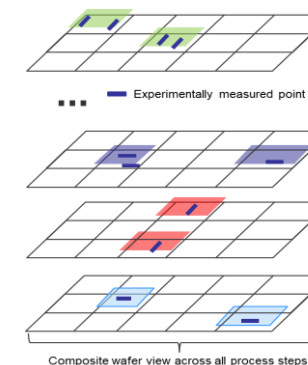 Experimentally measured point
Composite wafer view across all process steps